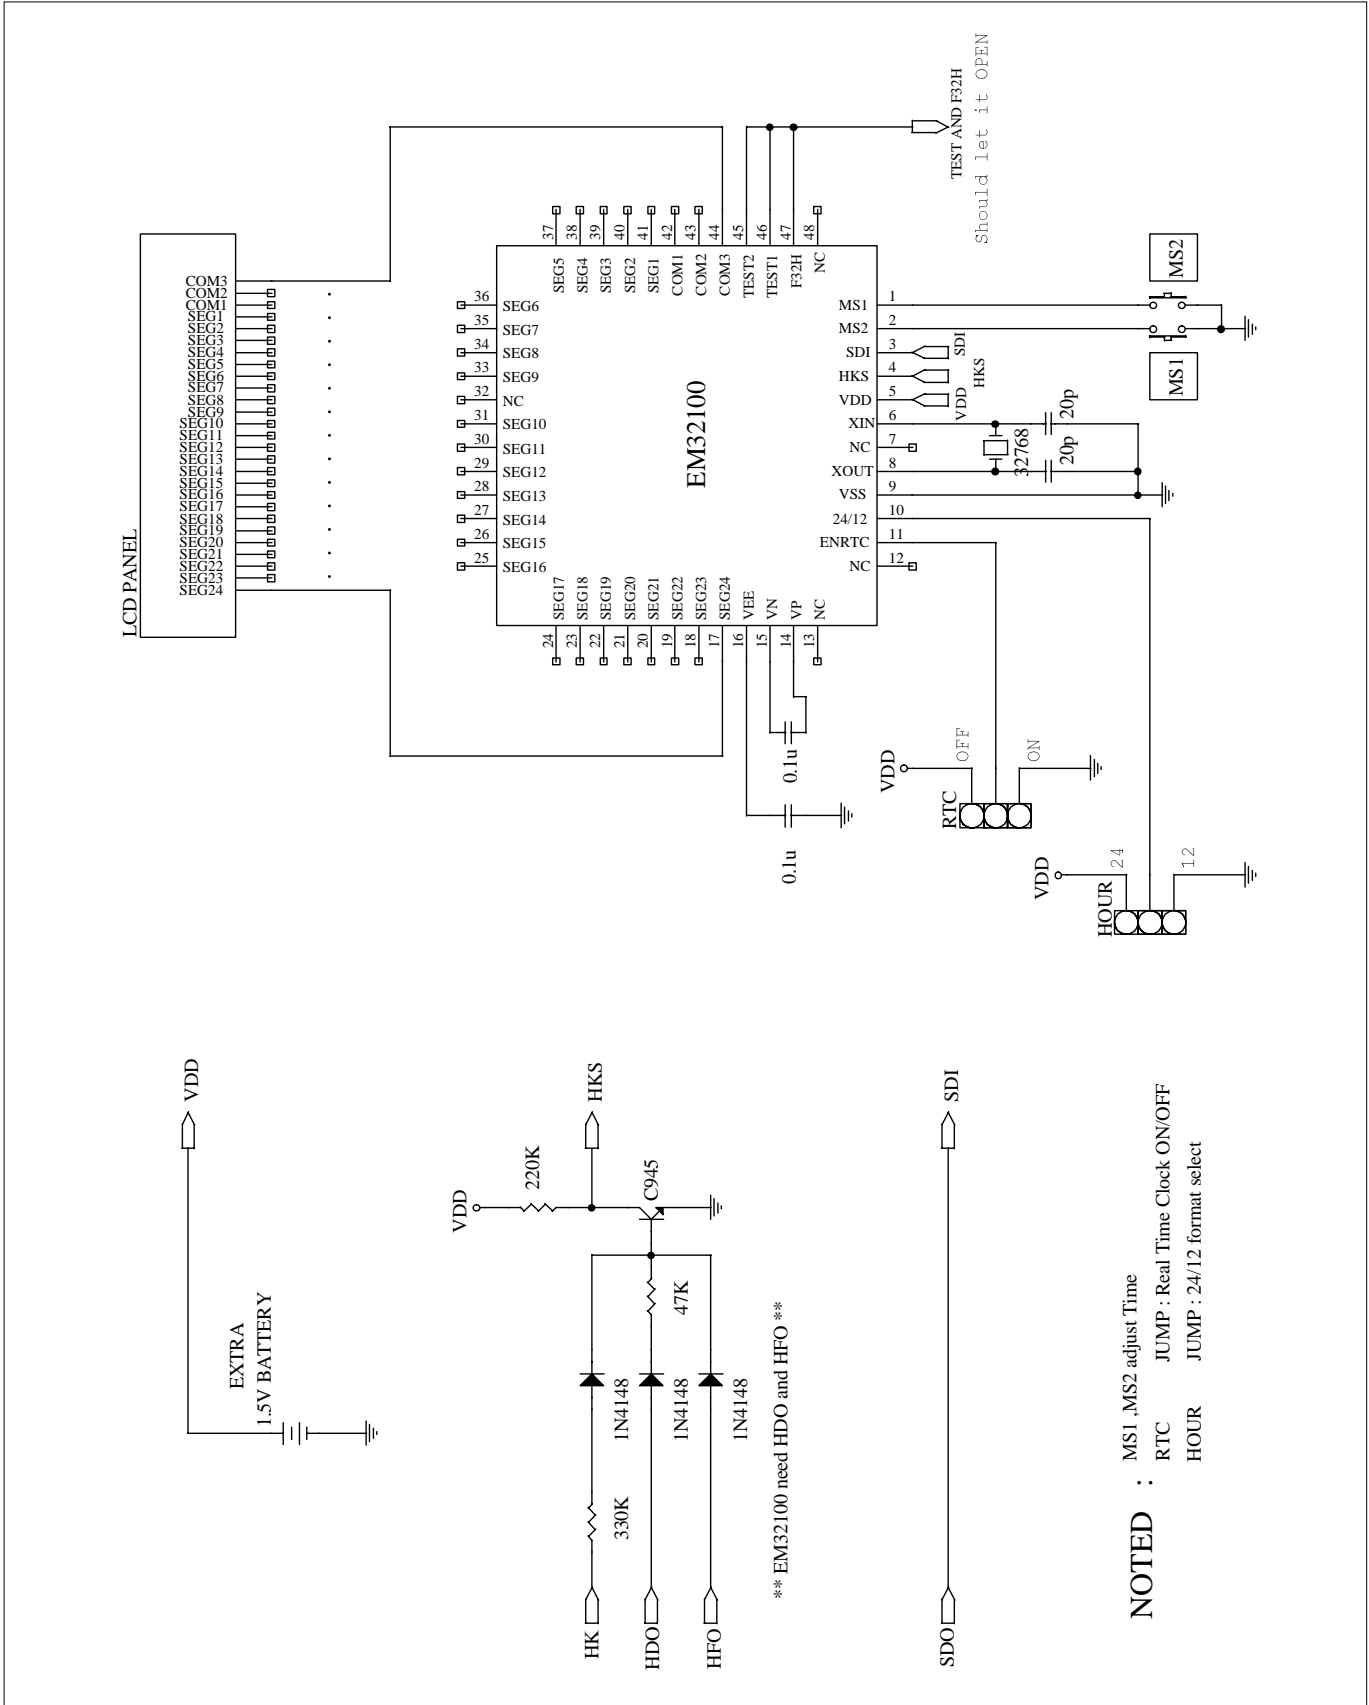 LCD PANEL
COM3
COM2
COM1
SEG1
SEG2
SEG3
SEG4
SEG5
SEG6
SEG7
SEG8
SEG9
SEG10
SEG11
SEG12
SEG13
SEG14
SEG15
SEG16
SEG17
SEG18
SEG19
SEG20
SEG21
SEG22
SEG23
SEG24
EM32100
37 SEG5
38 SEG4
39 SEG3
40 SEG2
41 SEG1
42 COM1
43 COM2
44 COM3
45 TEST2
46 TEST1
47 F32H
48 NC
36 SEG6
35 SEG7
34 SEG8
33 SEG9
32 NC
31 SEG10
30 SEG11
29 SEG12
28 SEG13
27 SEG14
26 SEG15
25 SEG16
24 SEG17
23 SEG18
22 SEG19
21 SEG20
20 SEG21
19 SEG22
18 SEG23
17 SEG24
16 VEE
15 VN
14 VP
13 NC
MS1 1
MS2 2
SDI 3
HKS 4
VDD 5
XIN 6
NC 7
XOUT 8
VSS 9
24/12 10
ENRTC 11
NC 12
TEST AND F32H
Should let it OPEN
MS2
MS1
SDI
HKS
VDD
20p
32768
20p
0.1u
0.1u
VDD
OFF
RTC
ON
VDD
24
HOUR
12
VDD
EXTRA
1.5V BATTERY
VDD
220K
HKS
C945
47K
1N4148
1N4148
1N4148
330K
HK
HDO
HFO
** EM32100 need HDO and HFO **
SDO
SDI
NOTED :
MS1 ,MS2 adjust Time
RTC JUMP : Real Time Clock ON/OFF
HOUR JUMP : 24/12 format select